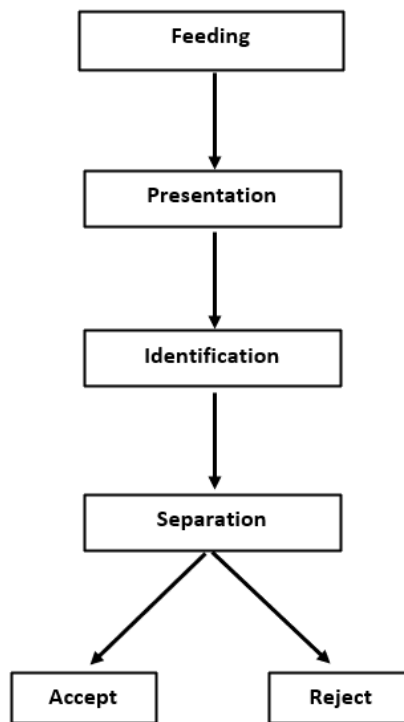 Feeding
Presentation
Identification
Separation
Accept
Reject